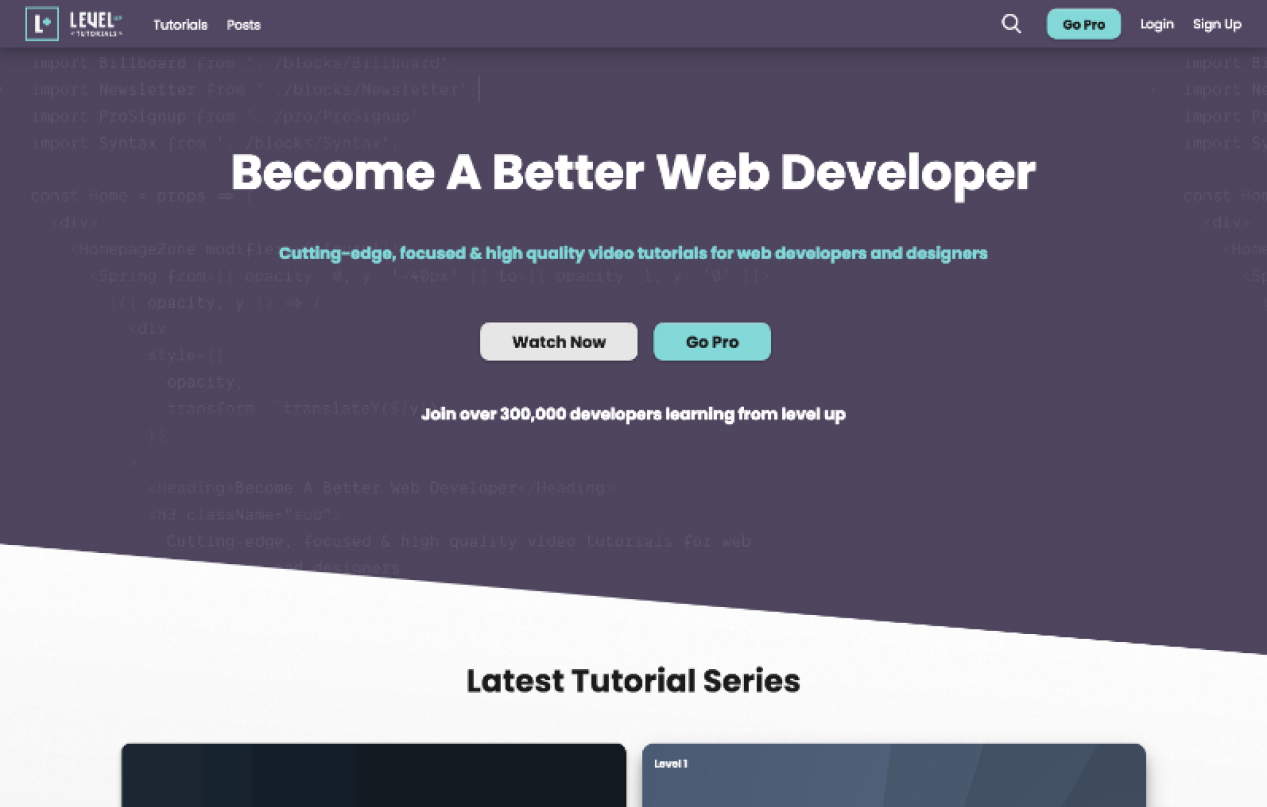 LEVEL UP
TUTORIALS
Tutorials
Posts
Go Pro
Login
Sign Up
import Billboard from '../blocks/Billboard'
import Newsletter from '../blocks/Newsletter'
import ProSignup from '../pro/ProSignup'
import Syntax from '../blocks/Syntax'
Become A Better Web Developer
const Home = props =>
<div>
<HomepageZone
Cutting-edge, focused & high quality video tutorials for web developers and designers
<Spring from={{ opacity: 0, y: '-40px' }} to={{ opacity: 1, y: '0' }}>
{({ opacity, y }) => (
<div
style={{
opacity,
Watch Now
Go Pro
transform: `translateY(${y
Join over 300,000 developers learning from level up
}}
>
<Heading>Become A Better Web Developer</Heading>
<h3 className="sub">
Cutting-edge, focused & high quality video tutorials for web
designers
Latest Tutorial Series
Level 1